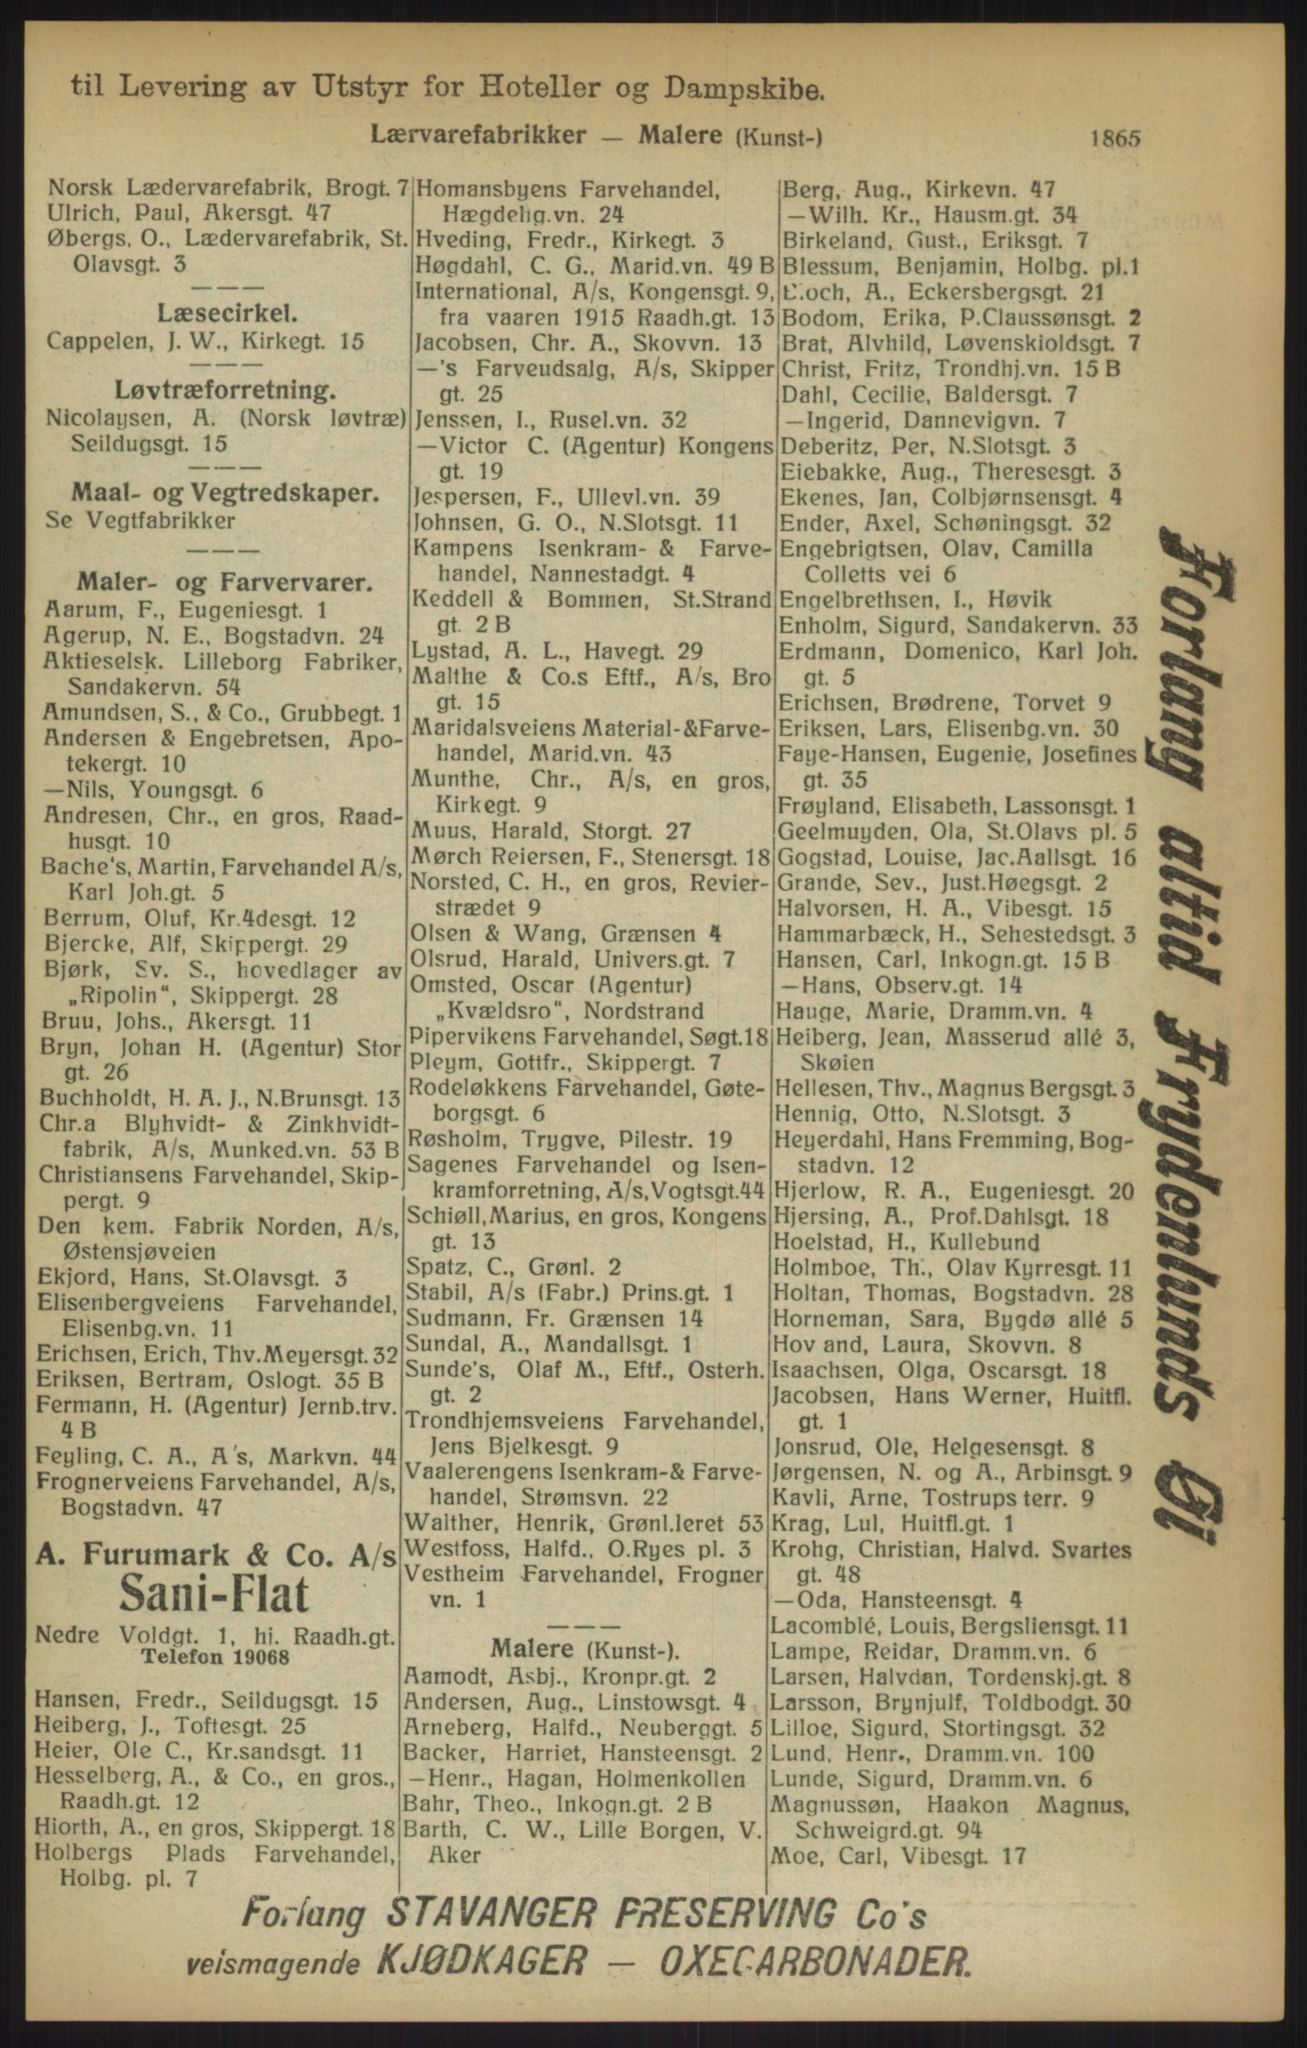 til Levering av Utstyr for Hoteller og Dampskibe.
Lærvarefabrikker — Malere (Kunst-)
1865
Norsk Lædervarefabrik, Brogt. 7
Ulrich, Paul, Akersgt. 47
Øbergs, O., Lædervarefabrik, St.
Olavsgt. 3
Læsecirkel.
Cappelen, J. W., Kirkegt. 15
Løvtræforretning.
Nicolaysen, A. (Norsk løvtræ)
Seildugsgt. 15
Maal- og Vegtredskaper.
Se Vegtfabrikker
Maler- og Farvervarer.
Aarum, F., Eugeniesgt. 1
Agerup, N. E., Bogstadvn. 24
Aktieselsk. Lilleborg Fabriker,
Sandakervn. 54
Amundsen, S., & Co., Grubbegt. 1
Andersen & Engebretsen, Apo-
tekergt. 10
—Nils, Youngsgt. 6
Andresen, Chr., en gros, Raad-
husgt. 10
Bache's, Martin, Farvehandel A/s,
Karl Joh.gt. 5
Berrum, Oluf, Kr.4desgt. 12
Bjercke, Alf, Skippergt. 29
Bjørk, Sv. S., hovedlager av
„Ripolin“, Skippergt. 28
Bruu, Johs., Akersgt. 11
Bryn, Johan H. (Agentur) Stor
gt. 26
Buchholdt, H. A. J., N.Brunsgt. 13
Chr.a Blyhvidt- & Zinkhvidt-
fabrik, A/s, Munked.vn. 53 B
Christiansens Farvehandel, Skip-
pergt. 9
Den kem. Fabrik Norden, A/s,
Østensjøveien
Ekjord, Hans, St.Olavsgt. 3
Elisenbergveiens Farvehandel,
Elisenbg.vn. 11
Erichsen, Erich, Thv.Meyersgt. 32
Eriksen, Bertram, Oslogt. 35 B
Fermann, H. (Agentur) Jernb.trv.
4 B
Feyling, C. A., A's, Markvn. 44
Frognerveiens Farvehandel, A/s,
Bogstadvn. 47
A. Furumark & Co. A/s
Sani-Flat
Nedre Voldgt. 1, hj. Raadh.gt.
Telefon 19068
Hansen, Fredr., Seildugsgt. 15
Heiberg, J., Toftesgt. 25
Heier, Ole C., Kr.sandsgt. 11
Hesselberg, A., & Co., en gros.,
Raadh.gt. 12
Hiorth, A., en gros, Skippergt. 18
Holbergs Plads Farvehandel,
Holbg. pl. 7
Homansbyens Farvehandel,
Hægdelig.vn. 24
Hveding, Fredr., Kirkegt. 3
Høgdahl, C. G., Marid.vn. 49 B
International, A/s, Kongensgt. 9,
fra vaaren 1915 Raadh.gt. 13
Jacobsen, Chr. A., Skovvn. 13
—'s Farveudsalg, A/s, Skipper
gt. 25
Jenssen, I., Rusel.vn. 32
—Victor C. (Agentur) Kongens
gt. 19
Jespersen, F., Ullevl.vn. 39
Johnsen, G. O., N.Slotsgt. 11
Kampens Isenkram- & Farve-
handel, Nannestadgt. 4
Keddell & Bommen, St.Strand
gt. 2 B
Lystad, A. L., Havegt. 29
Malthe & Co.s Eftf., A/s, Bro
gt. 15
Maridalsveiens Material-&Farve-
handel, Marid.vn. 43
Munthe, Chr., A/s, en gros,
Kirkegt. 9
Muus, Harald, Storgt. 27
Mørch Reiersen, F., Stenersgt. 18
Norsted, C. H., en gros, Revier-
strædet 9
Olsen & Wang, Grænsen 4
Olsrud, Harald, Univers.gt. 7
Omsted, Oscar (Agentur)
„Kvældsro“, Nordstrand
Pipervikens Farvehandel, Søgt.18
Pleym, Gottfr., Skippergt. 7
Rodeløkkens Farvehandel, Gøte-
borgsgt. 6
Røsholm, Trygve, Pilestr. 19
Sagenes Farvehandel og Isen-
kramforretning, A/s,Vogtsgt.44
Schiøll,Marius, en gros, Kongens
gt. 13
Spatz, C., Grønl. 2
Stabil, A/s (Fabr.) Prins.gt. 1
Sudmann, Fr. Grænsen 14
Sundal, A., Mandallsgt. 1
Sunde's, Olaf M., Eftf., Osterh.
gt. 2
Trondhjemsveiens Farvehandel,
Jens Bjelkesgt. 9
Vaalerengens Isenkram-& Farve-
handel, Strømsvn. 22
Walther, Henrik, Grønl.leret 53
Westfoss, Halfd., O.Ryes pl. 3
Vestheim Farvehandel, Frogner
vn. 1
Malere (Kunst-).
Aamodt, Asbj., Kronpr.gt. 2
Andersen, Aug., Linstowsgt. 4
Arneberg, Halfd., Neuberggt. 5
Backer, Harriet, Hansteensgt. 2
—Henr., Hagan, Holmenkollen
Bahr, Theo., Inkogn.gt. 2 B
Barth, C. W., Lille Borgen, V.
Aker
Berg, Aug., Kirkevn. 47
—Wilh. Kr., Hausm.gt. 34
Birkeland, Gust., Eriksgt. 7
Blessum, Benjamin, Holbg. pl.1
Bloch, A., Eckersbergsgt. 21
Bodom, Erika, P.Claussønsgt. 2
Brat, Alvhild, Løvenskioldsgt. 7
Christ, Fritz, Trondhj.vn. 15 B
Dahl, Cecilie, Baldersgt. 7
—Ingerid, Dannevigvn. 7
Deberitz, Per, N.Slotsgt. 3
Eiebakke, Aug., Theresesgt. 3
Ekenes, Jan, Colbjørnsensgt. 4
Ender, Axel, Schøningsgt. 32
Engebrigtsen, Olav, Camilla
Colletts vei 6
Engelbrethsen, I., Høvik
Enholm, Sigurd, Sandakervn. 33
Erdmann, Domenico, Karl Joh.
gt. 5
Erichsen, Brødrene, Torvet 9
Eriksen, Lars, Elisenbg.vn. 30
Faye-Hansen, Eugenie, Josefines
gt. 35
Frøyland, Elisabeth, Lassonsgt. 1
Geelmuyden, Ola, St.Olavs pl. 5
Gogstad, Louise, Jac.Aallsgt. 16
Grande, Sev., Just.Høegsgt. 2
Halvorsen, H. A., Vibesgt. 15
Hammarbæck, H., Sehestedsgt. 3
Hansen, Carl, Inkogn.gt. 15 B
—Hans, Observ.gt. 14
Hauge, Marie, Dramm.vn. 4
Heiberg, Jean, Masserud allé 3,
Skøien
Hellesen, Thv., Magnus Bergsgt. 3
Hennig, Otto, N.Slotsgt. 3
Heyerdahl, Hans Fremming, Bog-
stadvn. 12
Hjerlow, R. A., Eugeniesgt. 20
Hjersing, A., Prof.Dahlsgt. 18
Hoelstad, H., Kullebund
Holmboe, Th., Olav Kyrresgt. 11
Holtan, Thomas, Bogstadvn. 28
Horneman, Sara, Bygdø allé 5
Hov and, Laura, Skovvn. 8
Isaachsen, Olga, Oscarsgt. 18
Jacobsen, Hans Werner, Huitfl.
gt. 1
Jonsrud, Ole, Helgesensgt. 8
Jørgensen, N. og A., Arbinsgt. 9
Kavli, Arne, Tostrups terr. 9
Krag, Lul, Huitfl.gt. 1
Krohg, Christian, Halvd. Svartes
gt. 48
—Oda, Hansteensgt. 4
Lacomblé, Louis, Bergsliensgt. 11
Lampe, Reidar, Dramm.vn. 6
Larsen, Halvdan, Tordenskj.gt. 8
Larsson, Brynjulf, Toldbodgt. 30
Lilloe, Sigurd, Stortingsgt. 32
Lund, Henr., Dramm.vn. 100
Lunde, Sigurd, Dramm.vn. 6
Magnussøn, Haakon Magnus,
Schweigrd.gt. 94
Moe, Carl, Vibesgt. 17
Forlang altid Frydenlunds Øl
Forlang STAVANGER PRESERVING Co's
veismagende KJØDKAGER — OXECARBONADER.